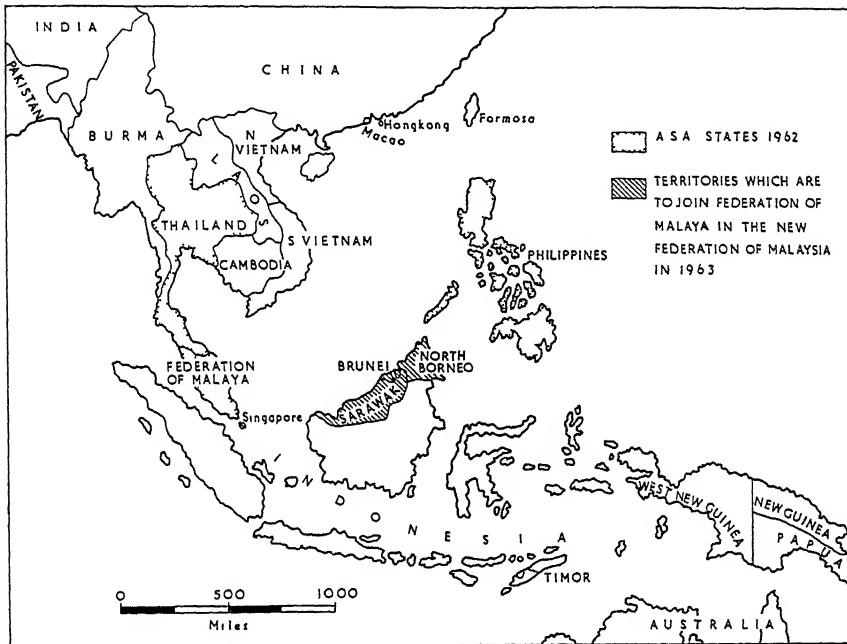 INDIA
PAKISTAN
CHINA
BURMA
Hongkong
Macao
Formosa
N
VIETNAM
LAOS
THAILAND
S VIETNAM
CAMBODIA
PHILIPPINES
ASA STATES 1962
TERRITORIES WHICH ARE
TO JOIN FEDERATION OF
MALAYA IN THE NEW
FEDERATION OF MALAYSIA
IN 1963
FEDERATION
OF MALAYA
BRUNEI
NORTH
BORNEO
SARAWAK
Singapore
INDONESIA
WEST NEW GUINEA
NEW GUINEA
PAPUA
TIMOR
0 500 1000
Miles
AUSTRALIA